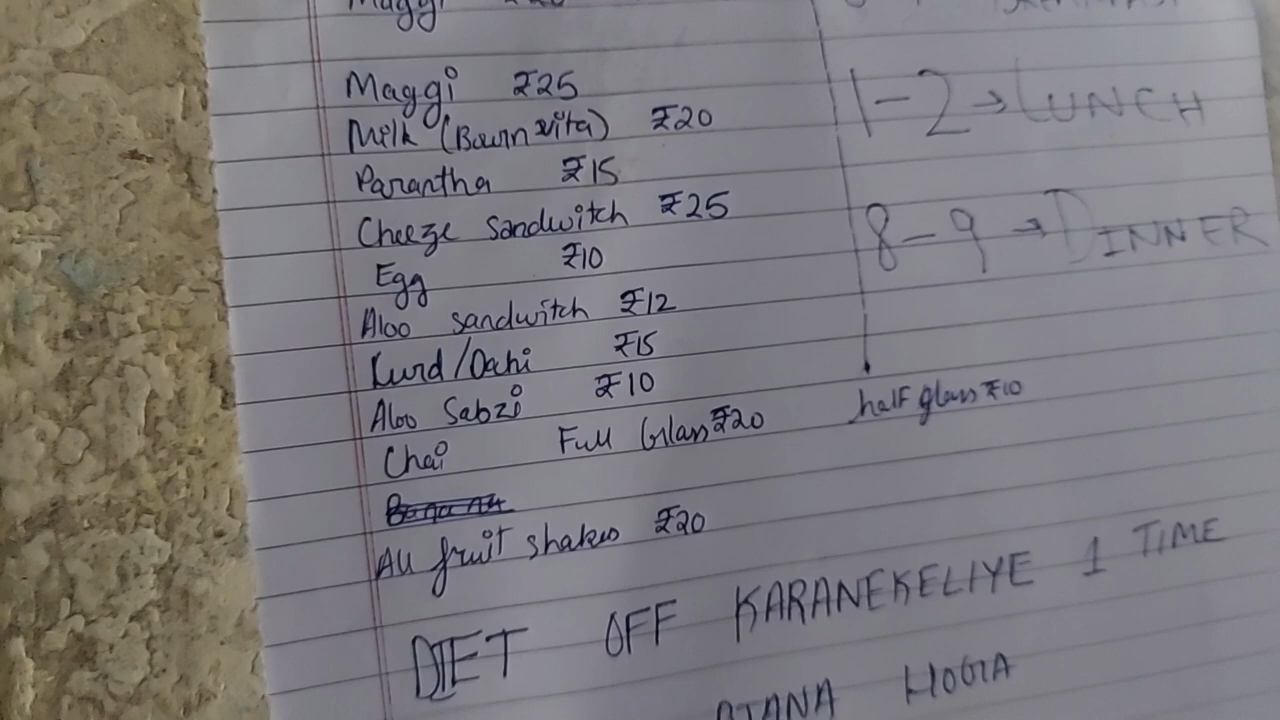 Maggi
Maggi ₹25
Milk (Bournvita) ₹20
Parantha ₹15
Cheeze sandwitch ₹25
Egg ₹10
Aloo sandwitch ₹12
Kurd/Dahi ₹15
Aloo Sabzi ₹10
Chai Full Glass ₹20 half glass ₹10
All fruit shakes ₹20
1-2 → LUNCH
8-9 → DINNER
DIET OFF KARANEKELIYE 1 TIME
HOGA